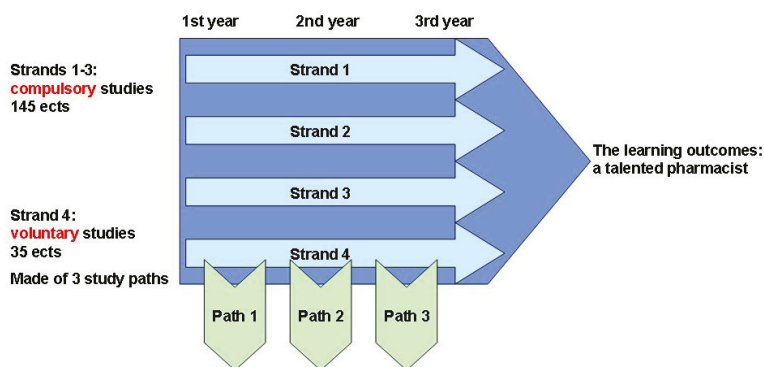 1st year 2nd year 3rd year
Strands 1-3:
compulsory studies
145 ects
Strand 1
Strand 2
The learning outcomes:
a talented pharmacist
Strand 3
Strand 4:
voluntary studies
35 ects
Made of 3 study paths
Strand 4
Path 1 Path 2 Path 3